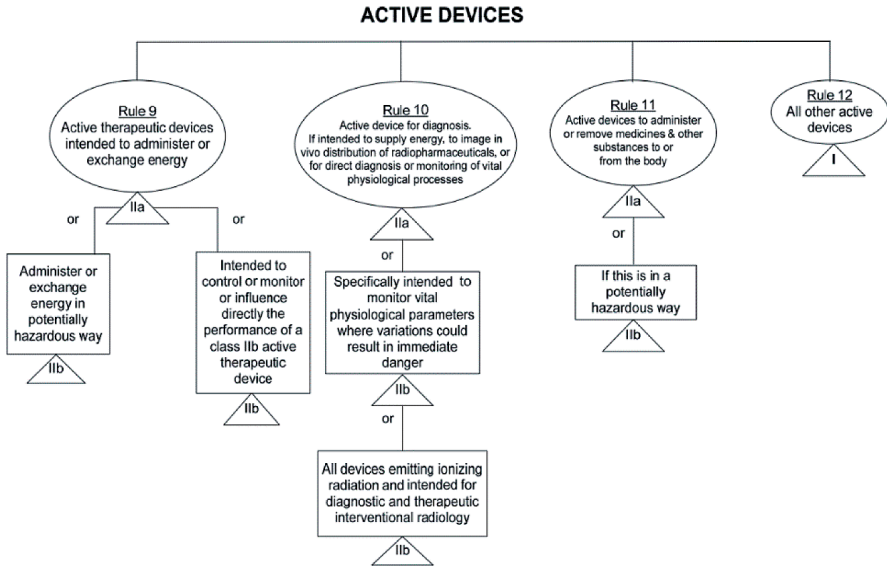 ACTIVE DEVICES
Rule 9
Active therapeutic devices
intended to administer or
exchange energy
IIa
or
or
Administer or
exchange
energy in
potentially
hazardous way
IIb
Intended to
control or monitor
or influence
directly the
performance of a
class IIb active
therapeutic
device
IIb
Rule 10
Active device for diagnosis.
If intended to supply energy, to image in
vivo distribution of radiopharmaceuticals, or
for direct diagnosis or monitoring of vital
physiological processes
IIa
or
Specifically intended to
monitor vital
physiological parameters
where variations could
result in immediate
danger
IIb
or
All devices emitting ionizing
radiation and intended for
diagnostic and therapeutic
interventional radiology
IIb
Rule 11
Active devices to administer
or remove medicines & other
substances to or
from the body
IIa
or
If this is in a
potentially
hazardous way
IIb
Rule 12
All other active
devices
I